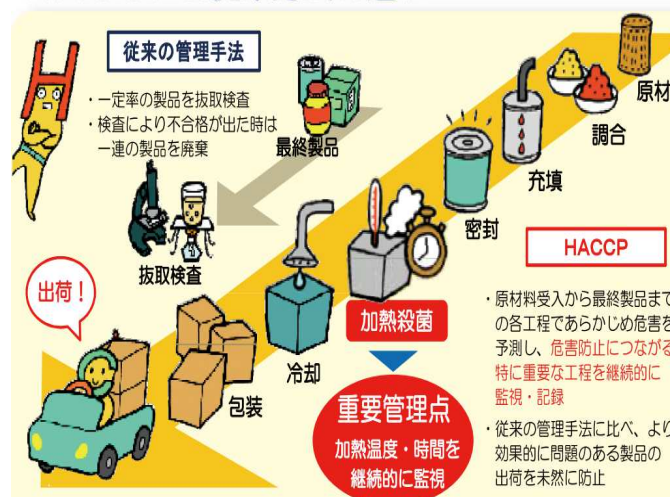 従来の管理手法
・一定率の製品を抜取検査
・検査により不合格が出た時は
一連の製品を廃棄
最終製品
抜取検査
原材
調合
充填
密封
加熱殺菌
冷却
包装
出荷！
重要管理点
加熱温度・時間を
継続的に監視
HACCP
・原材料受入から最終製品まで
の各工程であらかじめ危害を
予測し、危害防止につながる
特に重要な工程を継続的に
監視・記録
・従来の管理手法に比べ、より
効果的に問題のある製品の
出荷を未然に防止